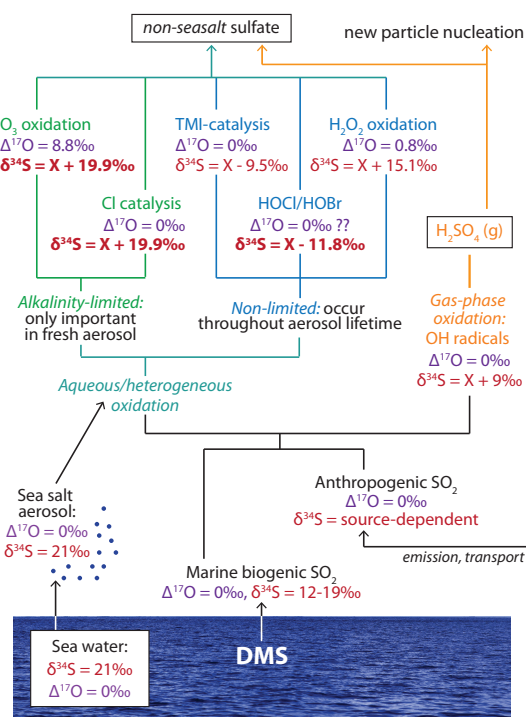 non-seasalt sulfate
new particle nucleation
O₃ oxidation
Δ¹⁷O = 8.8‰
δ³⁴S = X + 19.9‰
TMI-catalysis
Δ¹⁷O = 0‰
δ³⁴S = X - 9.5‰
H₂O₂ oxidation
Δ¹⁷O = 0.8‰
δ³⁴S = X + 15.1‰
Cl catalysis
Δ¹⁷O = 0‰
δ³⁴S = X + 19.9‰
HOCl/HOBr
Δ¹⁷O = 0‰ ??
δ³⁴S = X - 11.8‰
H₂SO₄ (g)
Alkalinity-limited:
only important
in fresh aerosol
Non-limited: occur
throughout aerosol lifetime
Gas-phase
oxidation:
OH radicals
Δ¹⁷O = 0‰
δ³⁴S = X + 9‰
Aqueous/heterogeneous
oxidation
Sea salt
aerosol:
Δ¹⁷O = 0‰
δ³⁴S = 21‰
Anthropogenic SO₂
Δ¹⁷O = 0‰
δ³⁴S = source-dependent
emission, transport
Marine biogenic SO₂
Δ¹⁷O = 0‰, δ³⁴S = 12-19‰
Sea water:
δ³⁴S = 21‰
Δ¹⁷O = 0‰
DMS